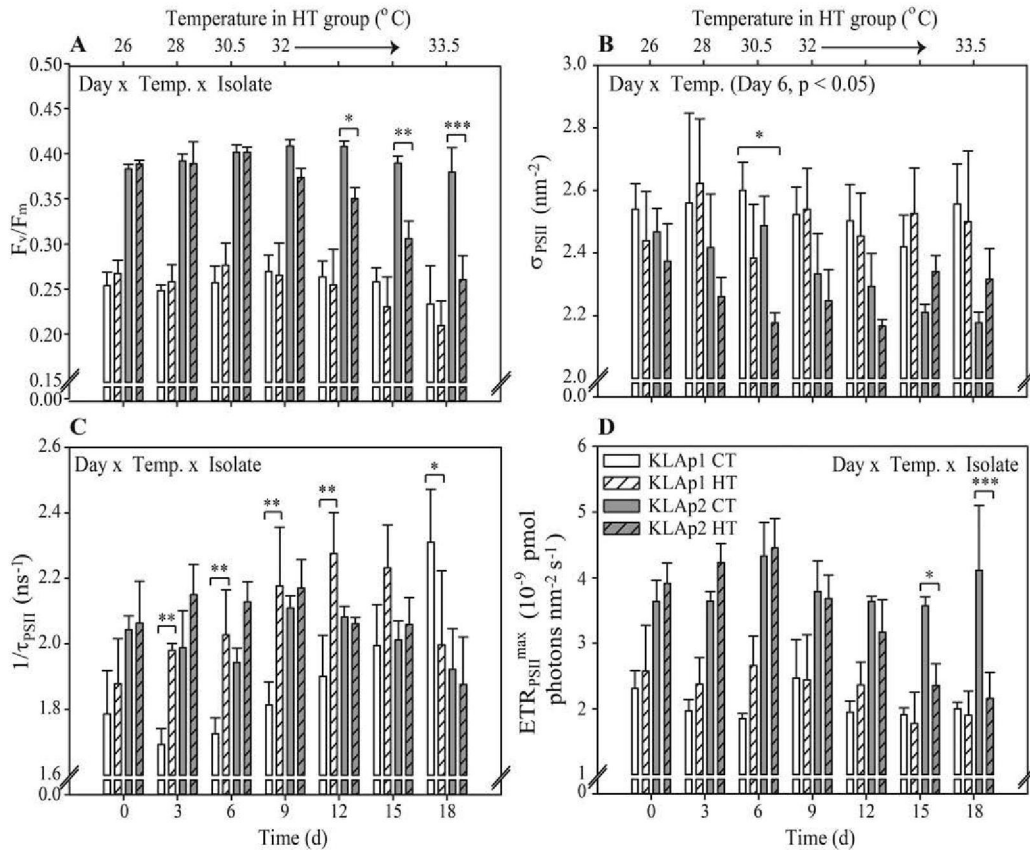 Temperature in HT group (°C)
A 26 28 30.5 32 33.5
Day x Temp. x Isolate
0.50
0.40
0.35
0.30
0.25
0.20
0.15
0.00
Fv/Fm
* ** ***
Temperature in HT group (°C)
B 26 28 30.5 32 33.5
Day x Temp. (Day 6, p < 0.05)
3.0
2.8
2.6
2.4
2.2
2.0
0.0
σPSII (nm⁻²)
*
C
Day x Temp. x Isolate
2.6
2.4
2.2
2.0
1.8
1.6
0.0
1/τPSII (ns⁻¹)
** ** ** ** *
0 3 6 9 12 15 18
Time (d)
D
KLAp1 CT
KLAp1 HT
KLAp2 CT
KLAp2 HT
Day x Temp. x Isolate
* ***
6
5
4
3
2
1
0
ETRPSIIᵐᵃˣ (10⁻⁹ pmol
photons nm⁻² s⁻¹)
0 3 6 9 12 15 18
Time (d)